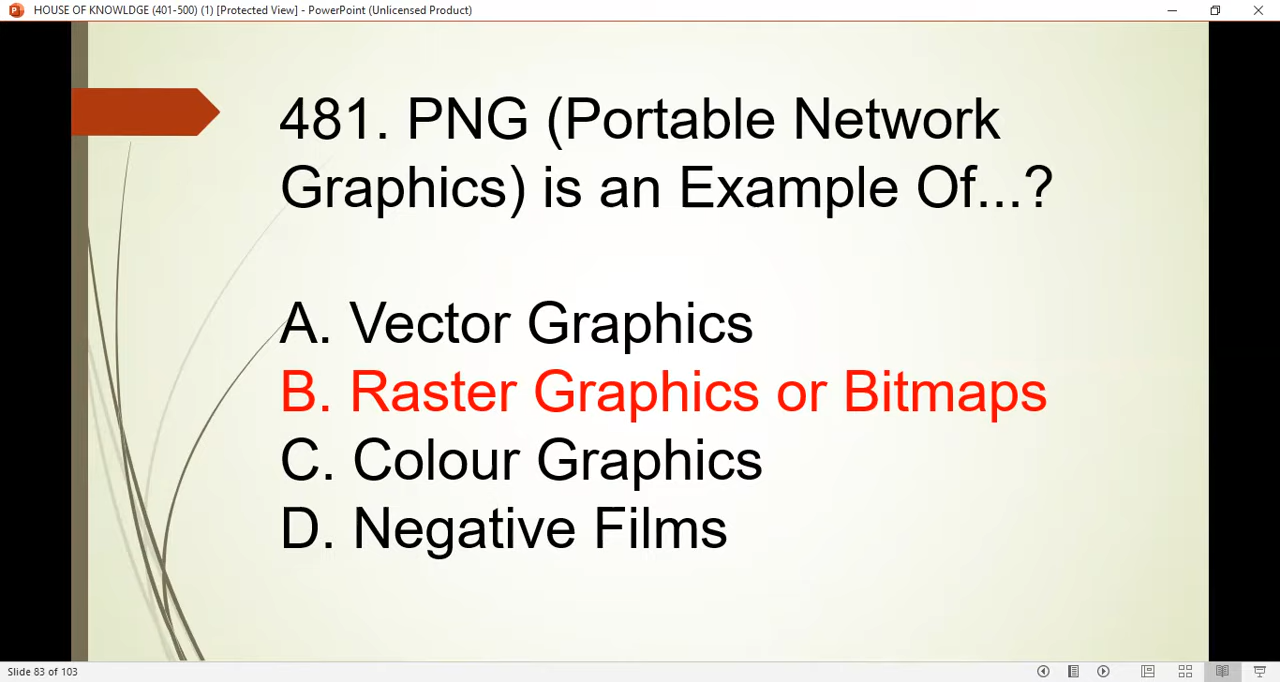 HOUSE OF KNOWLDGE (401-500) (1) [Protected View] - PowerPoint (Unlicensed Product)
481. PNG (Portable Network
Graphics) is an Example Of...?
A. Vector Graphics
B. Raster Graphics or Bitmaps
C. Colour Graphics
D. Negative Films
Slide 83 of 103